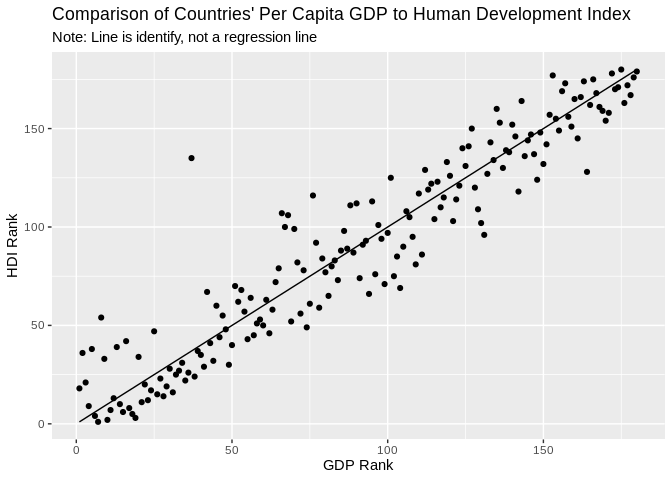 Comparison of Countries' Per Capita GDP to Human Development Index
Note: Line is identify, not a regression line
150
100
50
0
HDI Rank
0 50 100 150
GDP Rank